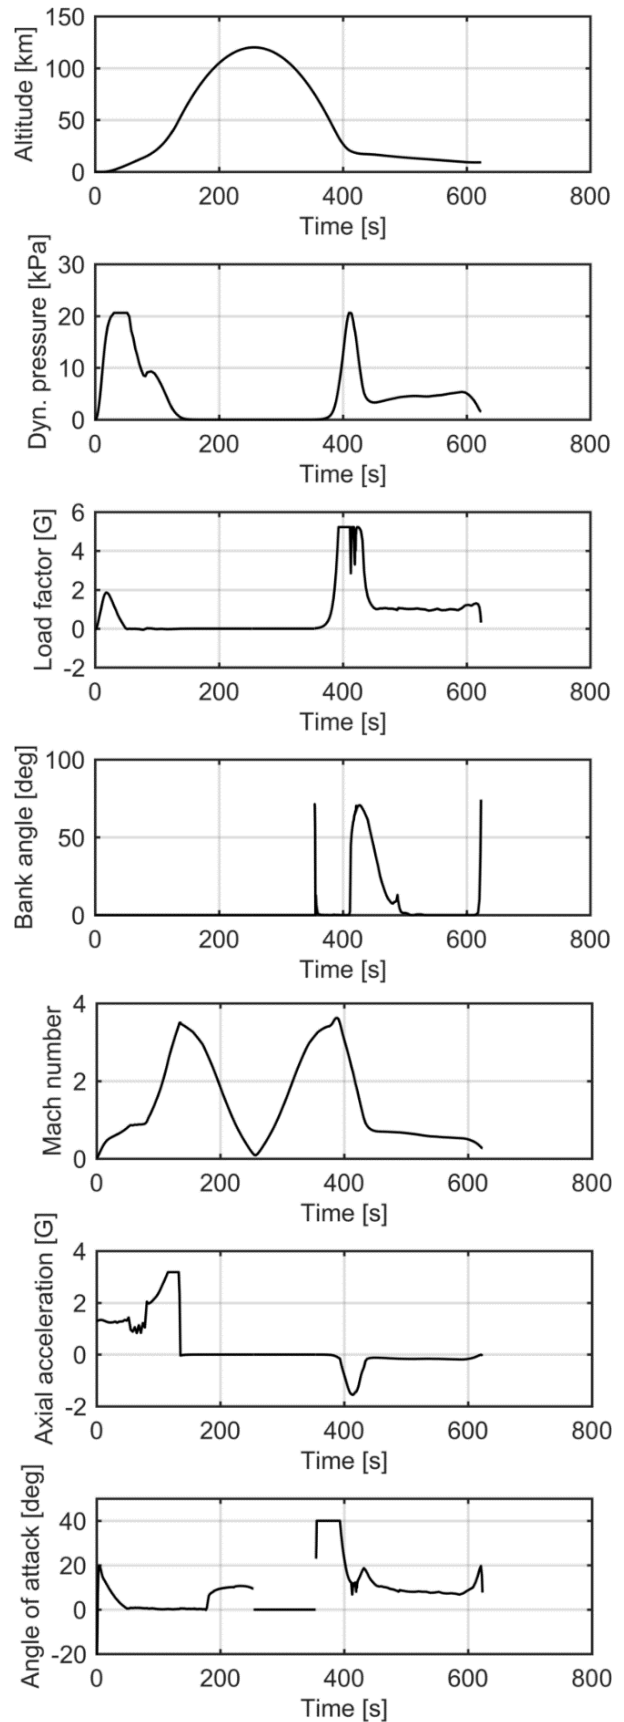 Altitude [km]
150
100
50
0
0 200 400 600 800
Time [s]
Dyn. pressure [kPa]
30
20
10
0
0 200 400 600 800
Time [s]
Load factor [G]
6
4
2
0
-2
0 200 400 600 800
Time [s]
Bank angle [deg]
100
50
0
0 200 400 600 800
Time [s]
Mach number
4
2
0
0 200 400 600 800
Time [s]
Axial acceleration [G]
4
2
0
-2
0 200 400 600 800
Time [s]
Angle of attack [deg]
40
20
0
-20
0 200 400 600 800
Time [s]